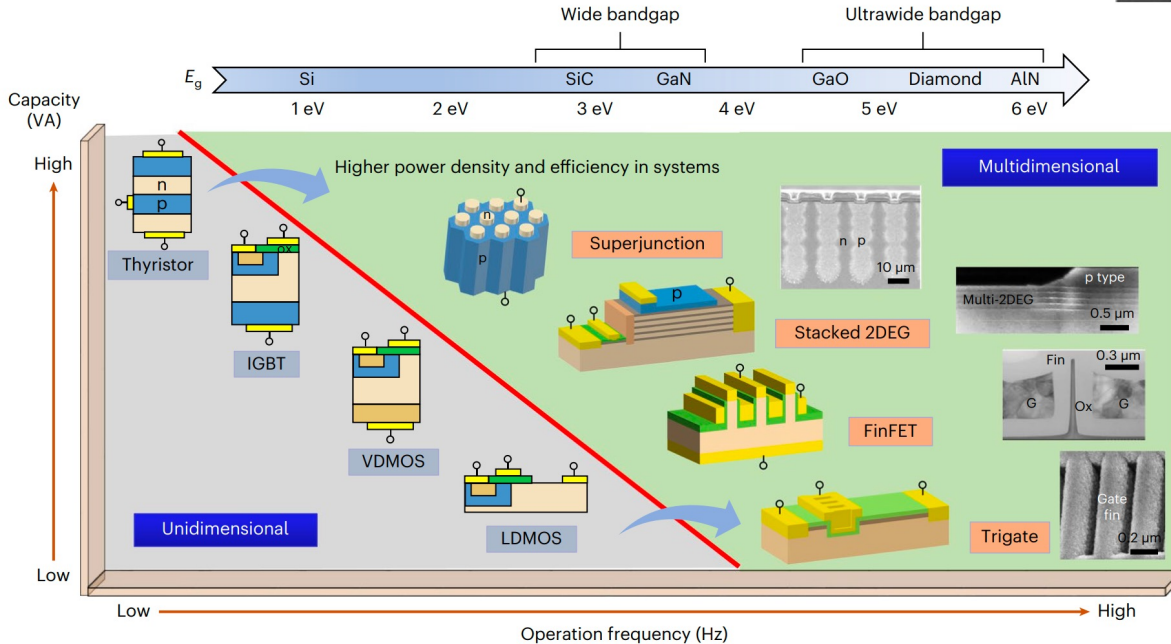 Wide bandgap
Ultrawide bandgap
Eg
Si
SiC
GaN
GaO
Diamond
AlN
1 eV
2 eV
3 eV
4 eV
5 eV
6 eV
Capacity
(VA)
High
Low
Higher power density and efficiency in systems
Multidimensional
n
p
Thyristor
ox
IGBT
VDMOS
LDMOS
Unidimensional
n
p
Superjunction
n p
10 µm
p
Stacked 2DEG
p type
Multi-2DEG
0.5 µm
FinFET
Fin
0.3 µm
G
Ox
G
Trigate
Gate
fin
0.2 µm
Low
High
Operation frequency (Hz)